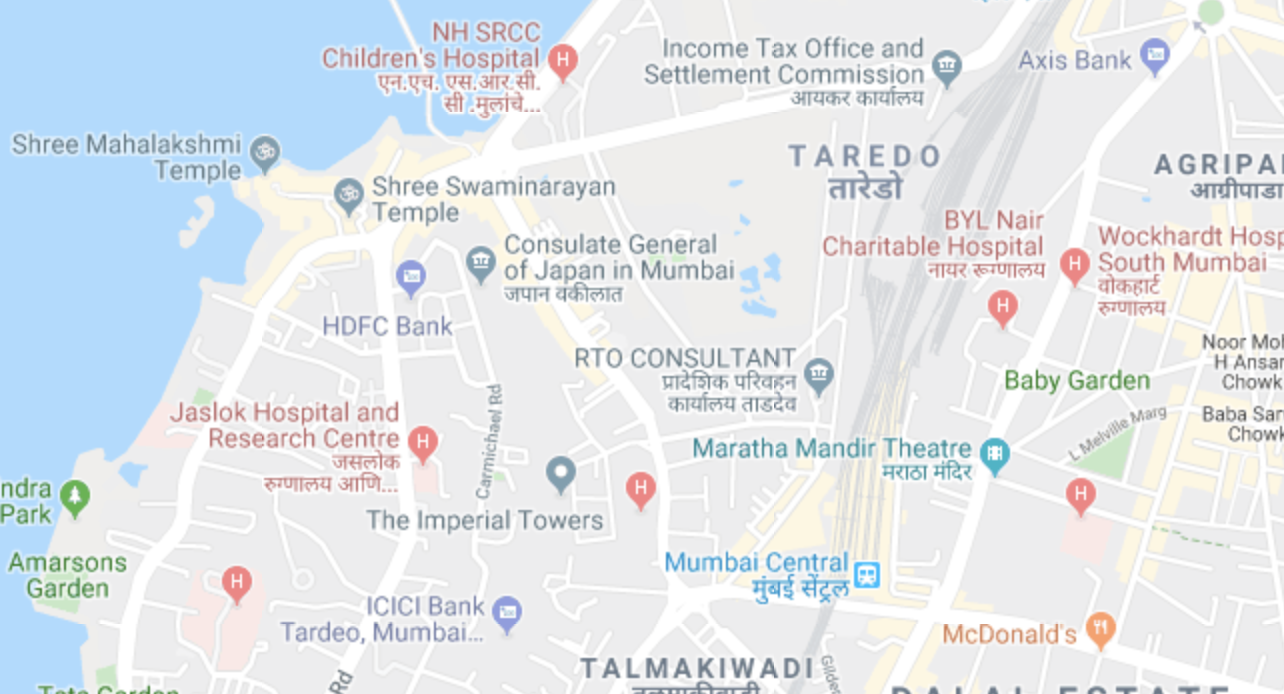 NH SRCC
Children's Hospital
एन.एच. एस.आर.सी.
सी .मुलांचे...
Income Tax Office and
Settlement Commission
आयकर कार्यालय
Axis Bank
Shree Mahalakshmi
Temple
Shree Swaminarayan
Temple
TAREDO
तारेडो
AGRIPA
आग्रीपाडा
BYL Nair
Charitable Hospital
नायर रूग्णालय
Wockhardt Hosp
South Mumbai
वोकहार्ट
रुग्णालय
Consulate General
of Japan in Mumbai
जपान वकीलात
HDFC Bank
RTO CONSULTANT
प्रादेशिक परिवहन
कार्यालय ताडदेव
Noor Moh
H Ansar
Chowk
Baby Garden
Baba Sar
Chowk
L Melville Marg
Jaslok Hospital and
Research Centre
जसलोक
रुग्णालय आणि...
Carmichael Rd
Maratha Mandir Theatre
मराठा मंदिर
ndra
Park
The Imperial Towers
Amarsons
Garden
Mumbai Central
मुंबई सेंट्रल
ICICI Bank
Tardeo, Mumbai...
McDonald's
TALMAKIWADI
Rd